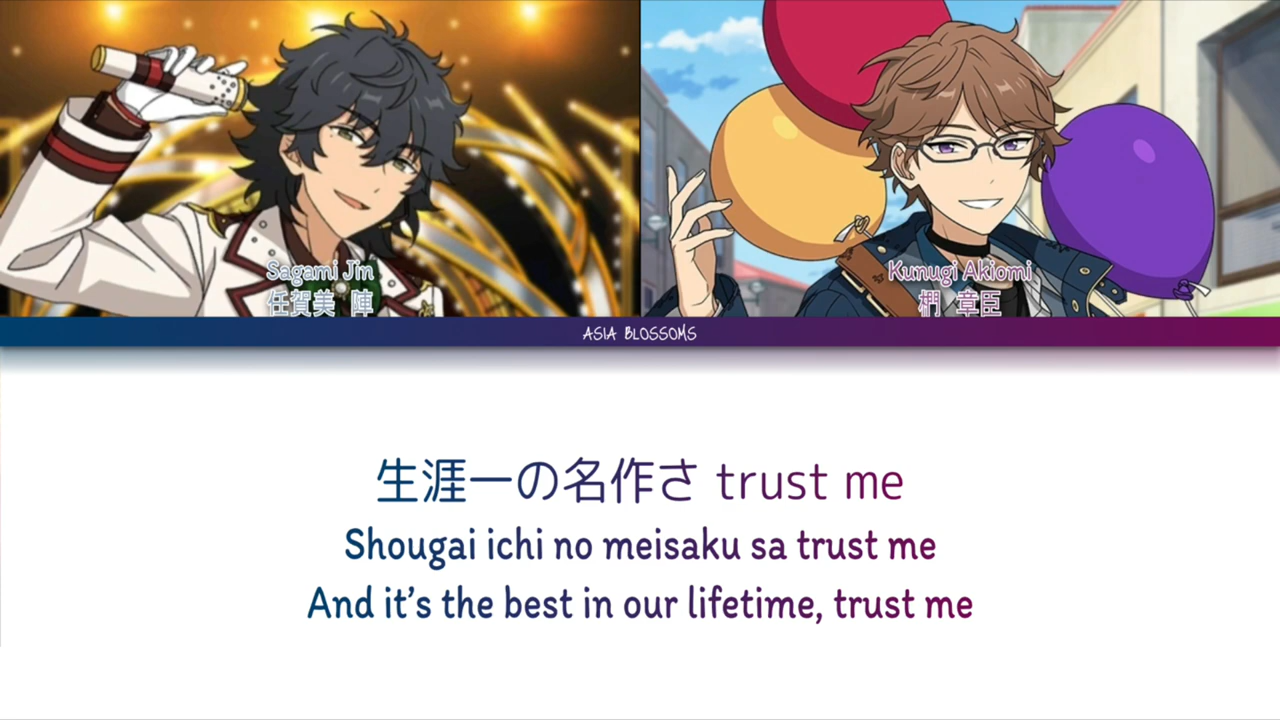 Sagami Jin
任賀美 陣
Kunugi Akiomi
椚 章臣
ASIA BLOSSOMS
生涯一の名作さ trust me
Shougai ichi no meisaku sa trust me
And it's the best in our lifetime, trust me